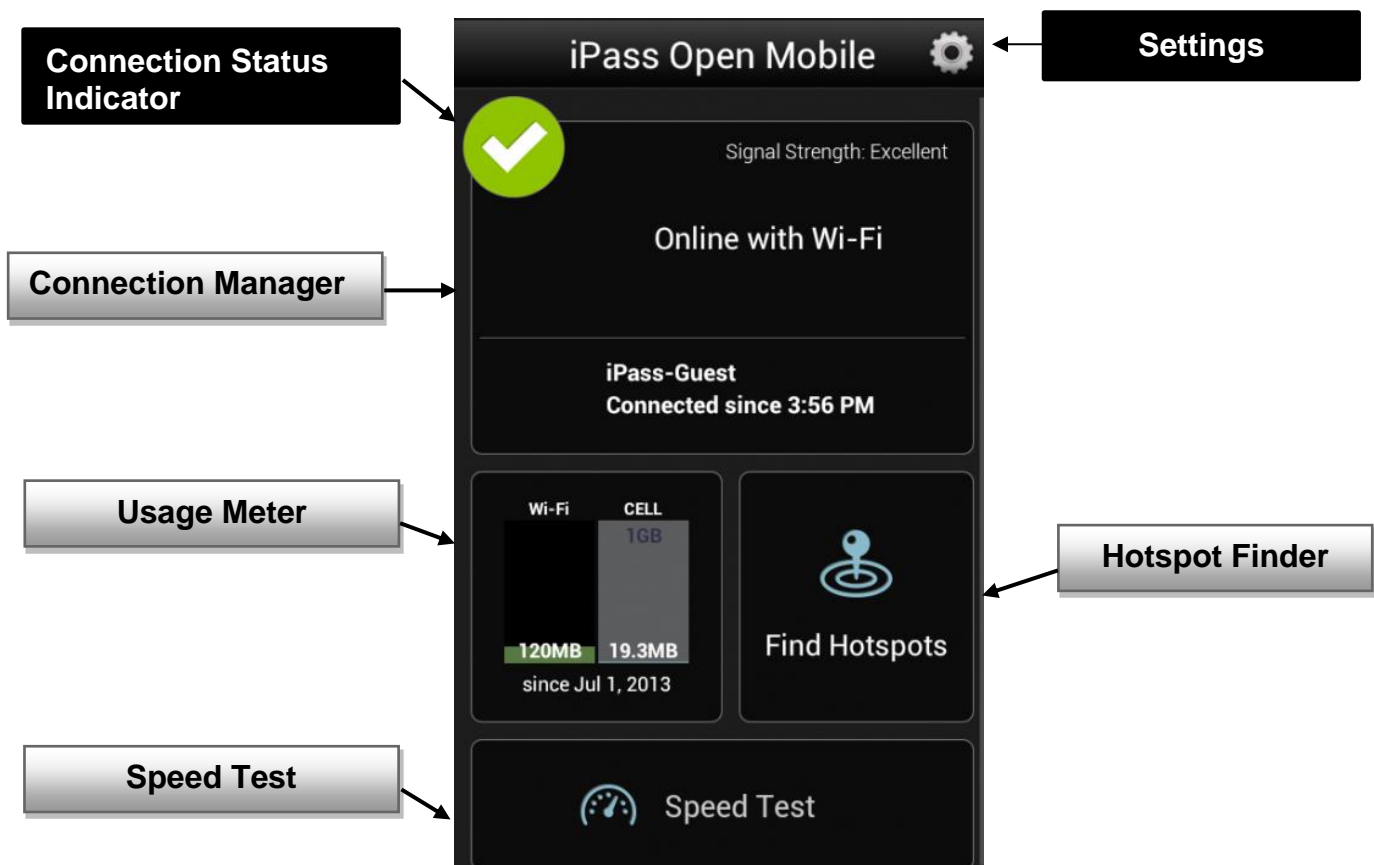 Connection Status
Indicator
iPass Open Mobile
Settings
Signal Strength: Excellent
Online with Wi-Fi
Connection Manager
iPass-Guest
Connected since 3:56 PM
Usage Meter
Wi-Fi CELL
1GB
120MB 19.3MB
since Jul 1, 2013
Find Hotspots
Hotspot Finder
Speed Test
Speed Test